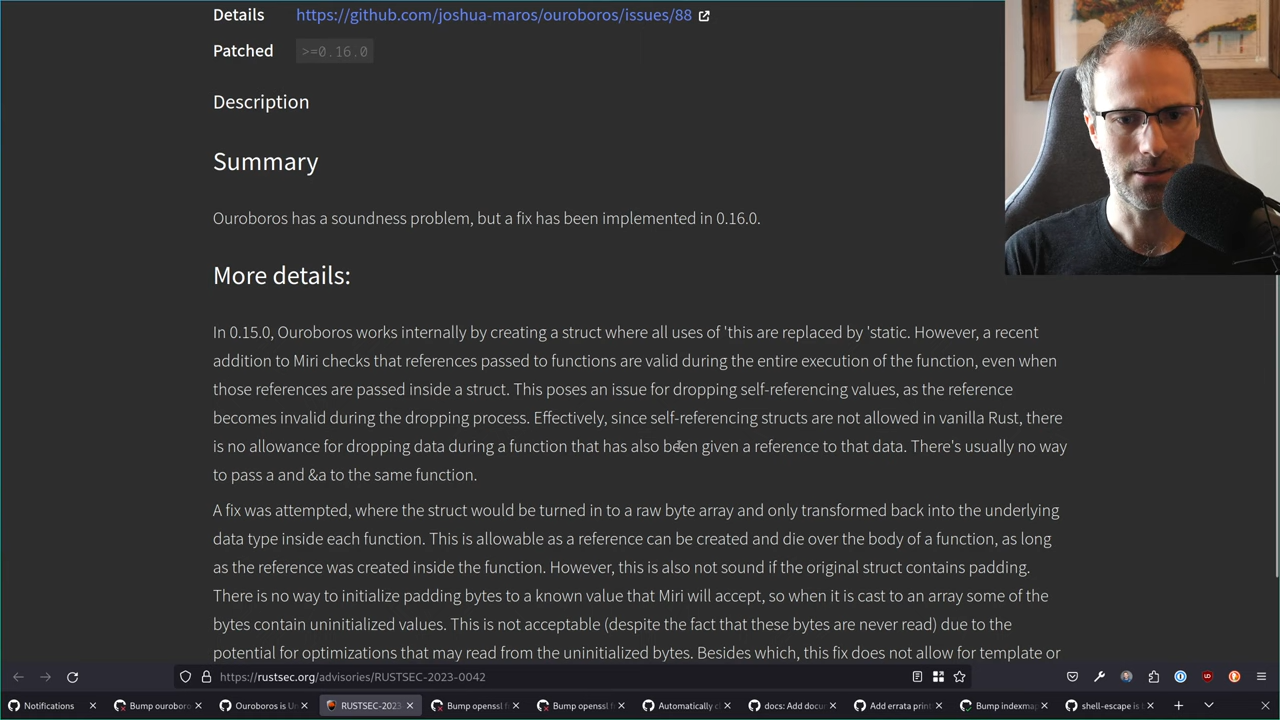 Details https://github.com/joshua-maros/ouroboros/issues/88
Patched >=0.16.0
Description
Summary
Ouroboros has a soundness problem, but a fix has been implemented in 0.16.0.
More details:
In 0.15.0, Ouroboros works internally by creating a struct where all uses of 'this are replaced by 'static. However, a recent
addition to Miri checks that references passed to functions are valid during the entire execution of the function, even when
those references are passed inside a struct. This poses an issue for dropping self-referencing values, as the reference
becomes invalid during the dropping process. Effectively, since self-referencing structs are not allowed in vanilla Rust, there
is no allowance for dropping data during a function that has also been given a reference to that data. There's usually no way
to pass a and &a to the same function.
A fix was attempted, where the struct would be turned in to a raw byte array and only transformed back into the underlying
data type inside each function. This is allowable as a reference can be created and die over the body of a function, as long
as the reference was created inside the function. However, this is also not sound if the original struct contains padding.
There is no way to initialize padding bytes to a known value that Miri will accept, so when it is cast to an array some of the
bytes contain uninitialized values. This is not acceptable (despite the fact that these bytes are never read) due to the
potential for optimizations that may read from the uninitialized bytes. Besides which, this fix does not allow for template or
https://rustsec.org/advisories/RUSTSEC-2023-0042
Notifications Bump ouroboro Ouroboros is Un RUSTSEC-2023 Bump openssl f Bump openssl f Automatically cl docs: Add docu Add errata print Bump indexmap shell-escape is